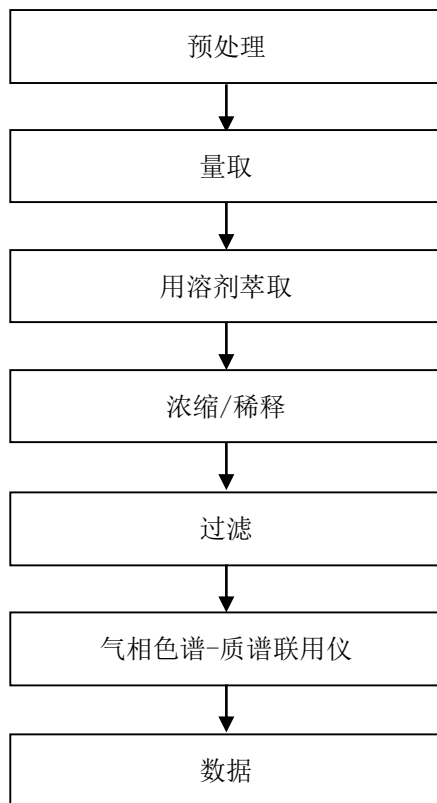 预处理
量取
用溶剂萃取
浓缩/稀释
过滤
气相色谱-质谱联用仪
数据